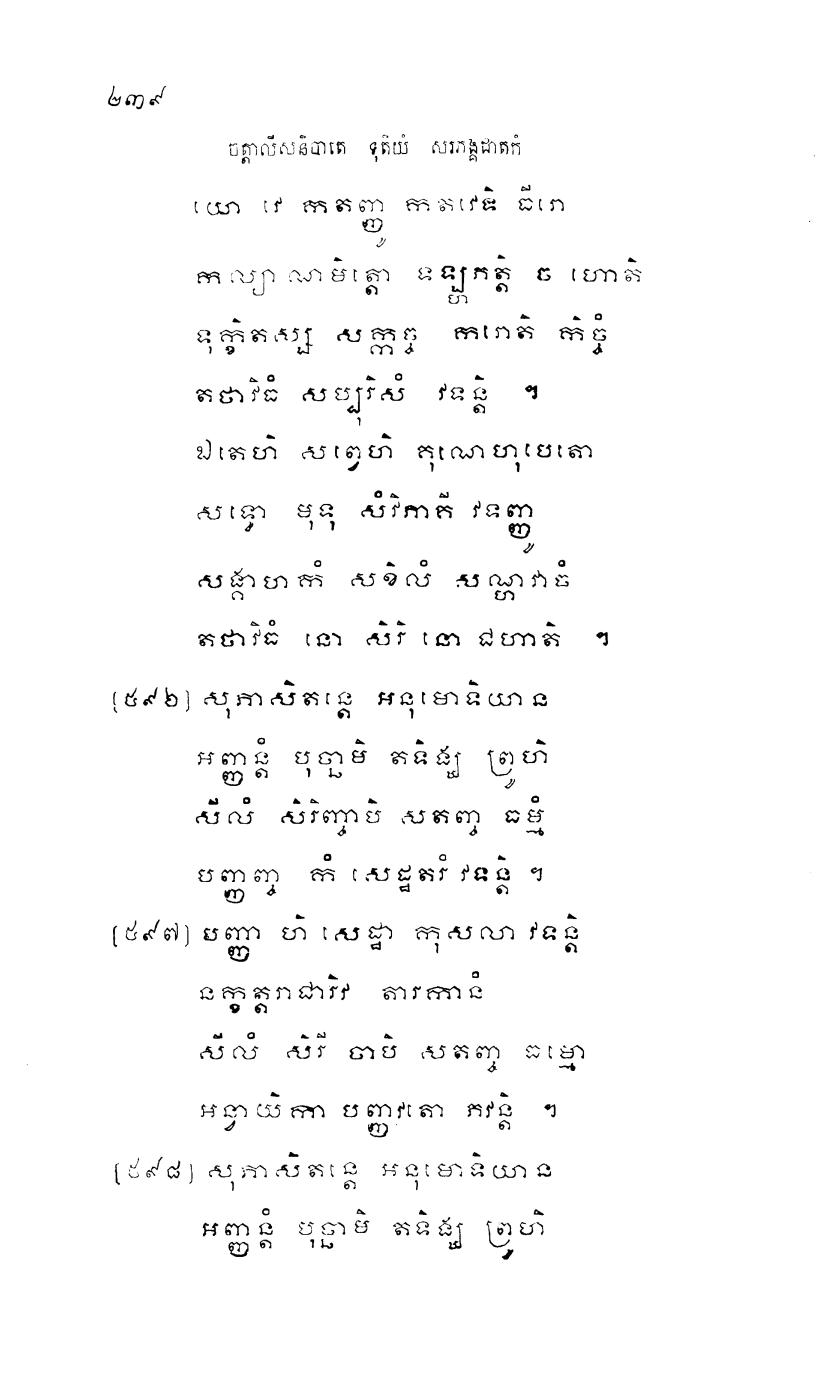 ២៣៩
ចត្តាលីសនិបាតេ ទុតិយំ សរភង្គជាតកំ
យោ វេ កតញ្ញូ កតវេទិ ធីរោ
កល្យាណមិត្តោ ទឡ្ហភត្តិ ច ហោតិ
ទុក្ខិតស្ស សក្កច្ច ករោតិ កិច្ចំ
តថាវិធំ សប្បុរិសំ វទន្តិ ។
ឯតេហិ សព្វេហិ គុណេហុបេតោ
សទ្ធោ មុទុ សំវិភាគី វទញ្ញូ
សង្គាហកំ សខិលំ សណ្ហវាចំ
តថាវិធំ នោ សិរិ នោ ជហាតិ ។
[៥៩៦] សុភាសិតន្តេ អនុមោទិយាន
អញ្ញន្តំ បុច្ឆាមិ តទិង្ឃ ព្រូហិ
សីលំ សិរិញ្ចាបិ សតញ្ច ធម្មំ
បញ្ញញ្ច កំ សេដ្ឋតរំ វទន្តិ ។
[៥៩៧] បញ្ញា ហិ សេដ្ឋា កុសលា វទន្តិ
នក្ខត្តរាជារិវ តារកានំ
សីលំ សិរី ចាបិ សតញ្ច ធម្មោ
អន្វាយិកា បញ្ញវតោ ភវន្តិ ។
[៥៩៨] សុភាសិតន្តេ អនុមោទិយាន
អញ្ញន្តំ បុច្ឆាមិ តទិង្ឃ ព្រូហិ